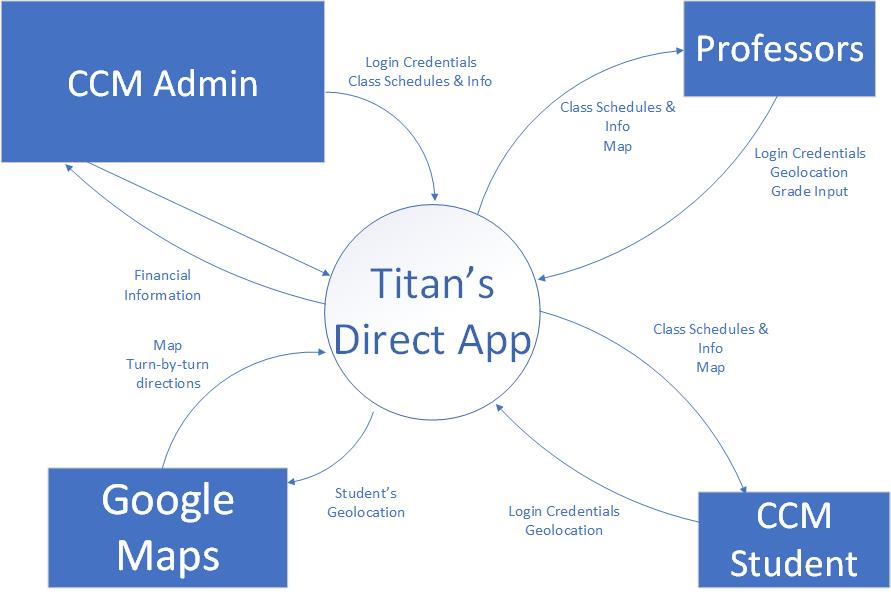 CCM Admin
Login Credentials
Class Schedules & Info
Professors
Class Schedules &
Info
Map
Login Credentials
Geolocation
Grade Input
Titan's
Direct App
Financial
Information
Map
Turn-by-turn
directions
Class Schedules &
Info
Map
Google
Maps
Student's
Geolocation
Login Credentials
Geolocation
CCM
Student